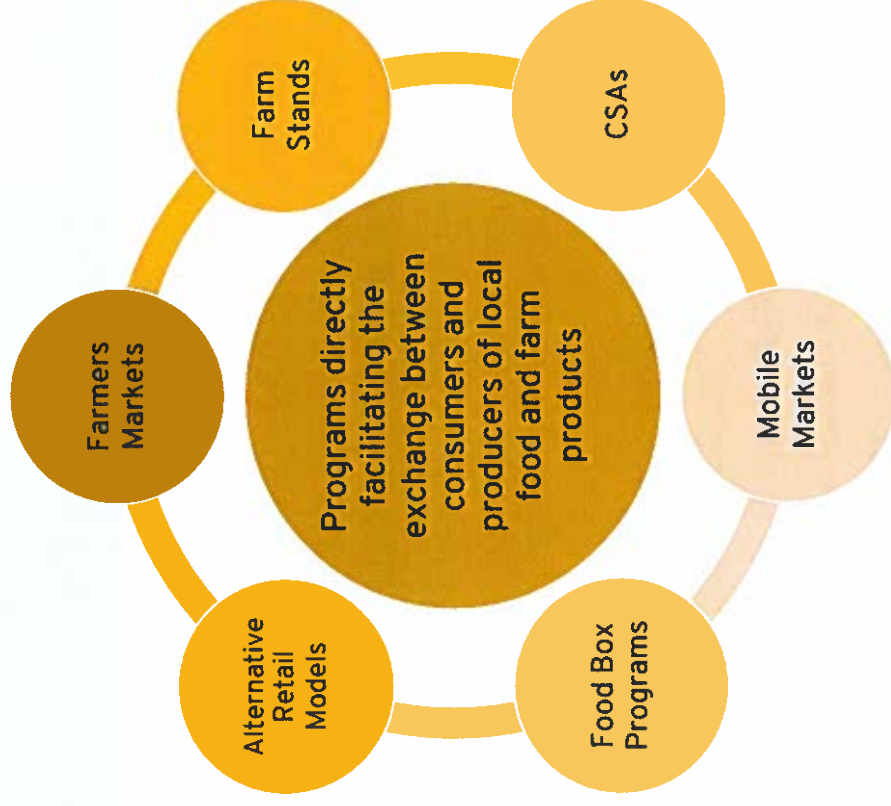 Programs directly
facilitating the
exchange between
consumers and
producers of local
food and farm
products
Farmers
Markets
Farm
Stands
CSAs
Mobile
Markets
Food Box
Programs
Alternative
Retail
Models